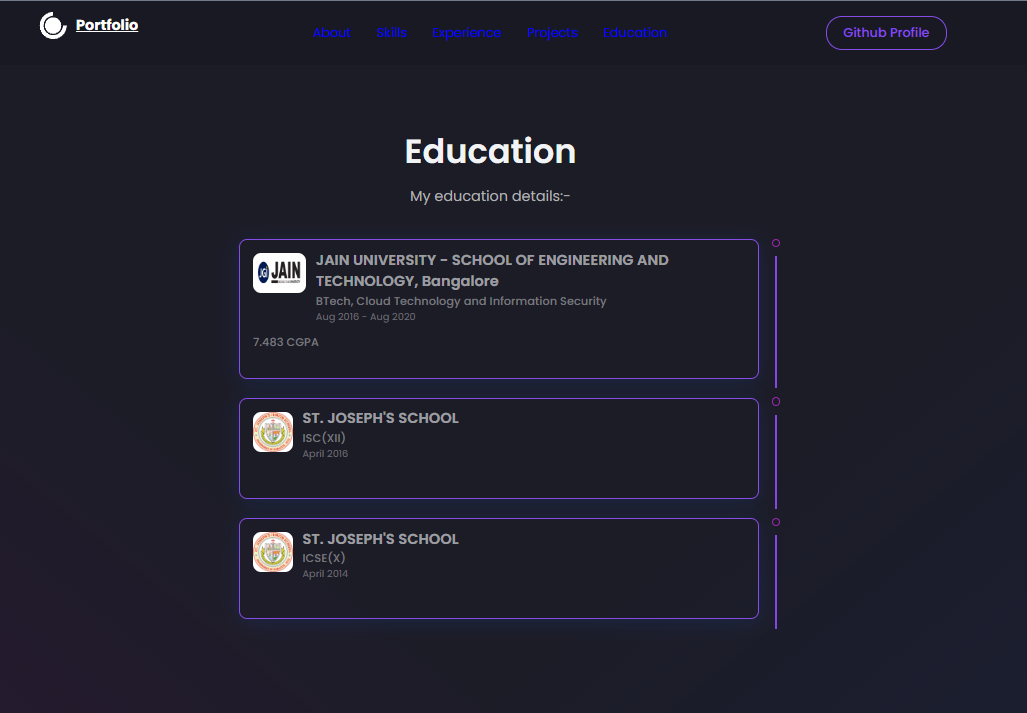 Portfolio
About Skills Experience Projects Education
Github Profile
Education
My education details:-
JGI JAIN
JAIN UNIVERSITY - SCHOOL OF ENGINEERING AND
TECHNOLOGY, Bangalore
BTech, Cloud Technology and Information Security
Aug 2016 - Aug 2020
7.483 CGPA
ST. JOSEPH'S SCHOOL
ISC(XII)
April 2016
ST. JOSEPH'S SCHOOL
ICSE(X)
April 2014